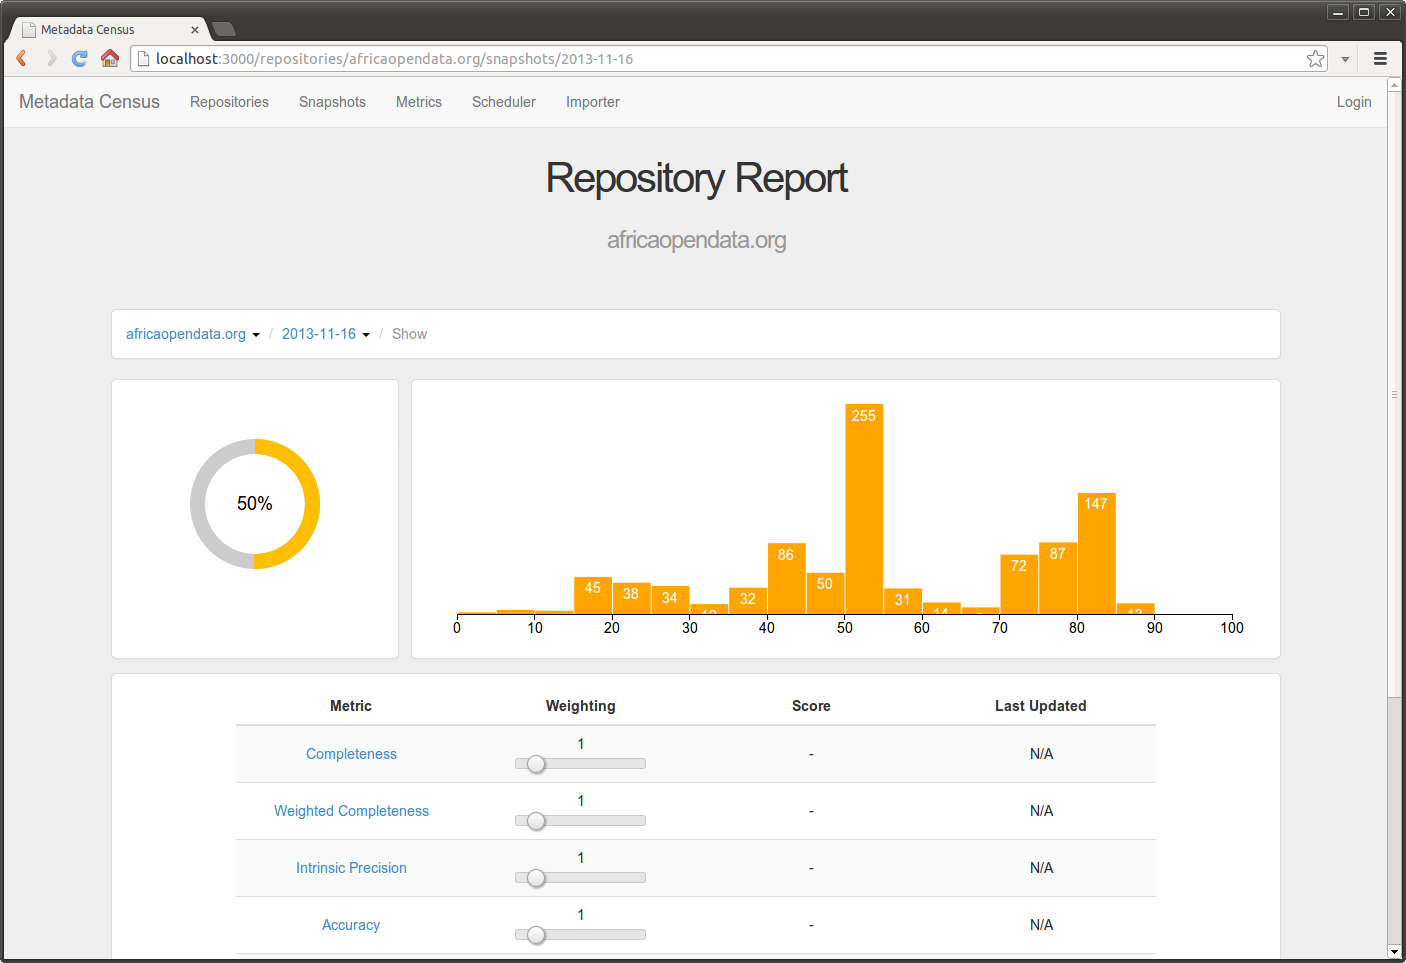 Metadata Census
localhost:3000/repositories/africaopendata.org/snapshots/2013-11-16
Metadata Census Repositories Snapshots Metrics Scheduler Importer Login
Repository Report
africaopendata.org
africaopendata.org / 2013-11-16 / Show
50%
45 38 34 32 86 50 255 31 14 72 87 147 13
0 10 20 30 40 50 60 70 80 90 100
Metric Weighting Score Last Updated
1
Completeness - N/A
1
Weighted Completeness - N/A
1
Intrinsic Precision - N/A
1
Accuracy - N/A